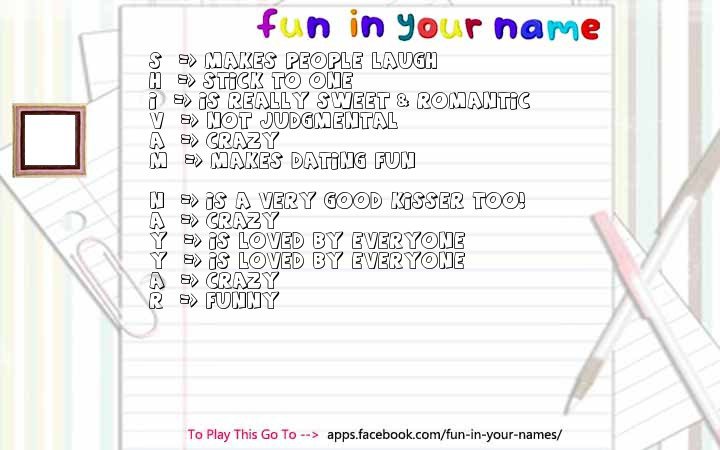 fun in your name
S => MAKES PEOPLE LAUGH
H => STICK TO ONE
I => IS REALLY SWEET & ROMANTIC
V => NOT JUDGMENTAL
A => CRAZY
M => MAKES DATING FUN
N => IS A VERY GOOD KISSER TOO!
A => CRAZY
Y => IS LOVED BY EVERYONE
Y => IS LOVED BY EVERYONE
A => CRAZY
R => FUNNY
To Play This Go To --> apps.facebook.com/fun-in-your-names/